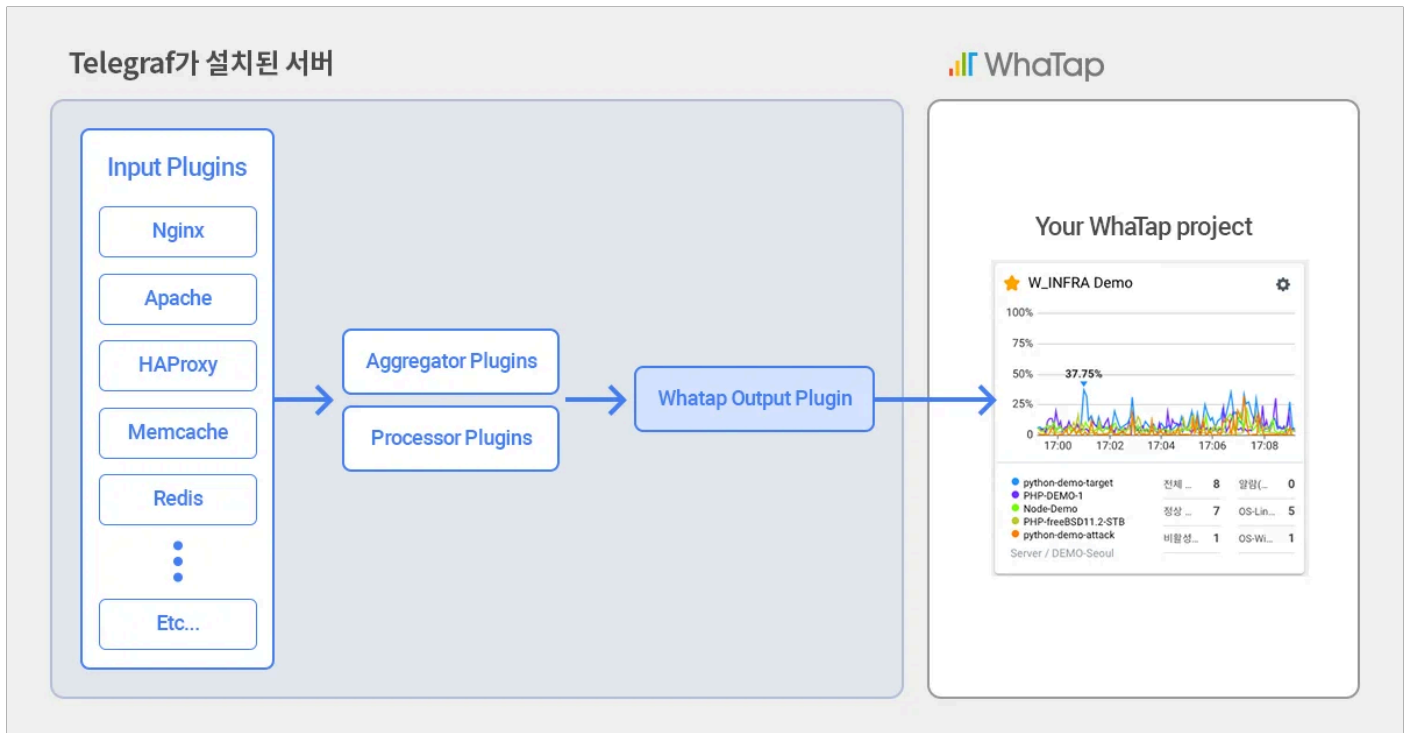 Telegraf가 설치된 서버
WhaTap
Input Plugins
Nginx
Apache
HAProxy
Memcache
Redis
Etc...
Aggregator Plugins
Processor Plugins
Whatap Output Plugin
Your WhaTap project
W_INFRA Demo
100%
75%
50%
37.75%
25%
0
17:00 17:02 17:04 17:06 17:08
python-demo-target
PHP-DEMO-1
Node-Demo
PHP-freeBSD11.2-STB
python-demo-attack
Server / DEMO-Seoul
전체 ... 8 알람(... 0
정상 ... 7 OS-Lin... 5
비활성... 1 OS-Wi... 1